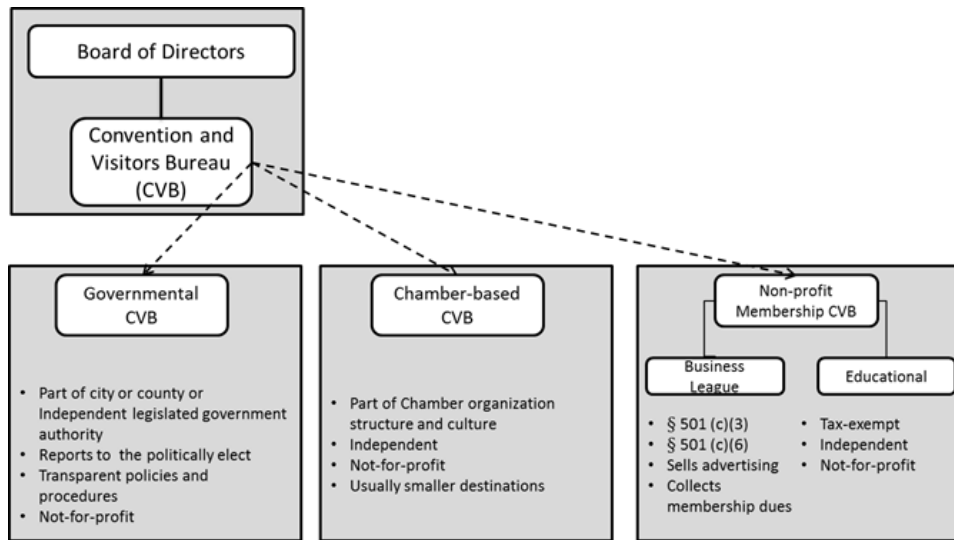 Board of Directors
Convention and
Visitors Bureau
(CVB)
Governmental
CVB
• Part of city or county or
Independent legislated government
authority
• Reports to the politically elect
• Transparent policies and
procedures
• Not-for-profit
Chamber-based
CVB
• Part of Chamber organization
structure and culture
• Independent
• Not-for-profit
• Usually smaller destinations
Non-profit
Membership CVB
Business
League
• § 501 (c)(3)
• § 501 (c)(6)
• Sells advertising
• Collects
membership dues
Educational
• Tax-exempt
• Independent
• Not-for-profit